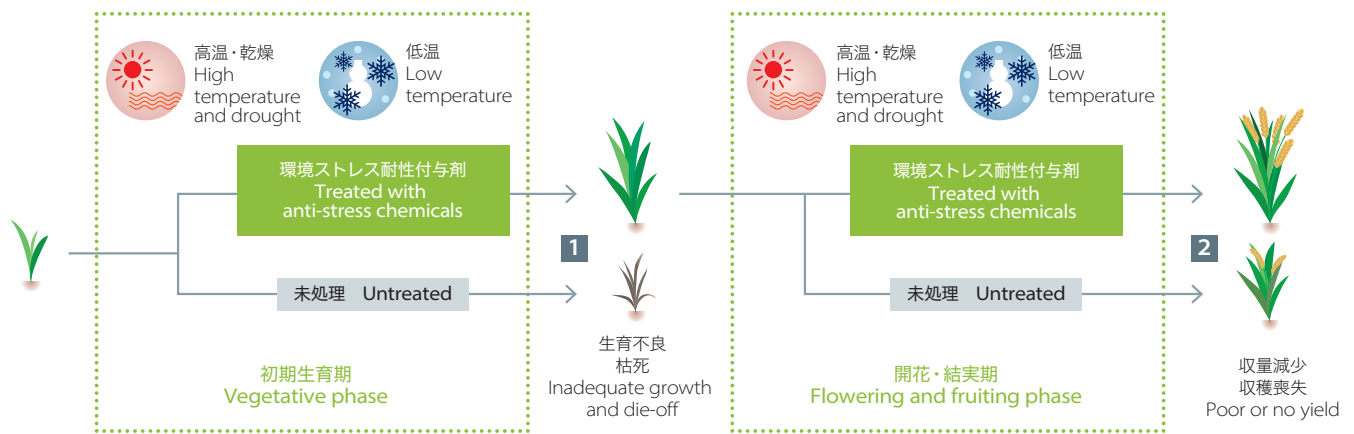 高温・乾燥
High
temperature
and drought
低温
Low
temperature
環境ストレス耐性付与剤
Treated with
anti-stress chemicals
1
未処理 Untreated
生育不良
枯死
Inadequate growth
and die-off
初期生育期
Vegetative phase
高温・乾燥
High
temperature
and drought
低温
Low
temperature
環境ストレス耐性付与剤
Treated with
anti-stress chemicals
2
未処理 Untreated
収量減少
収穫喪失
Poor or no yield
開花・結実期
Flowering and fruiting phase